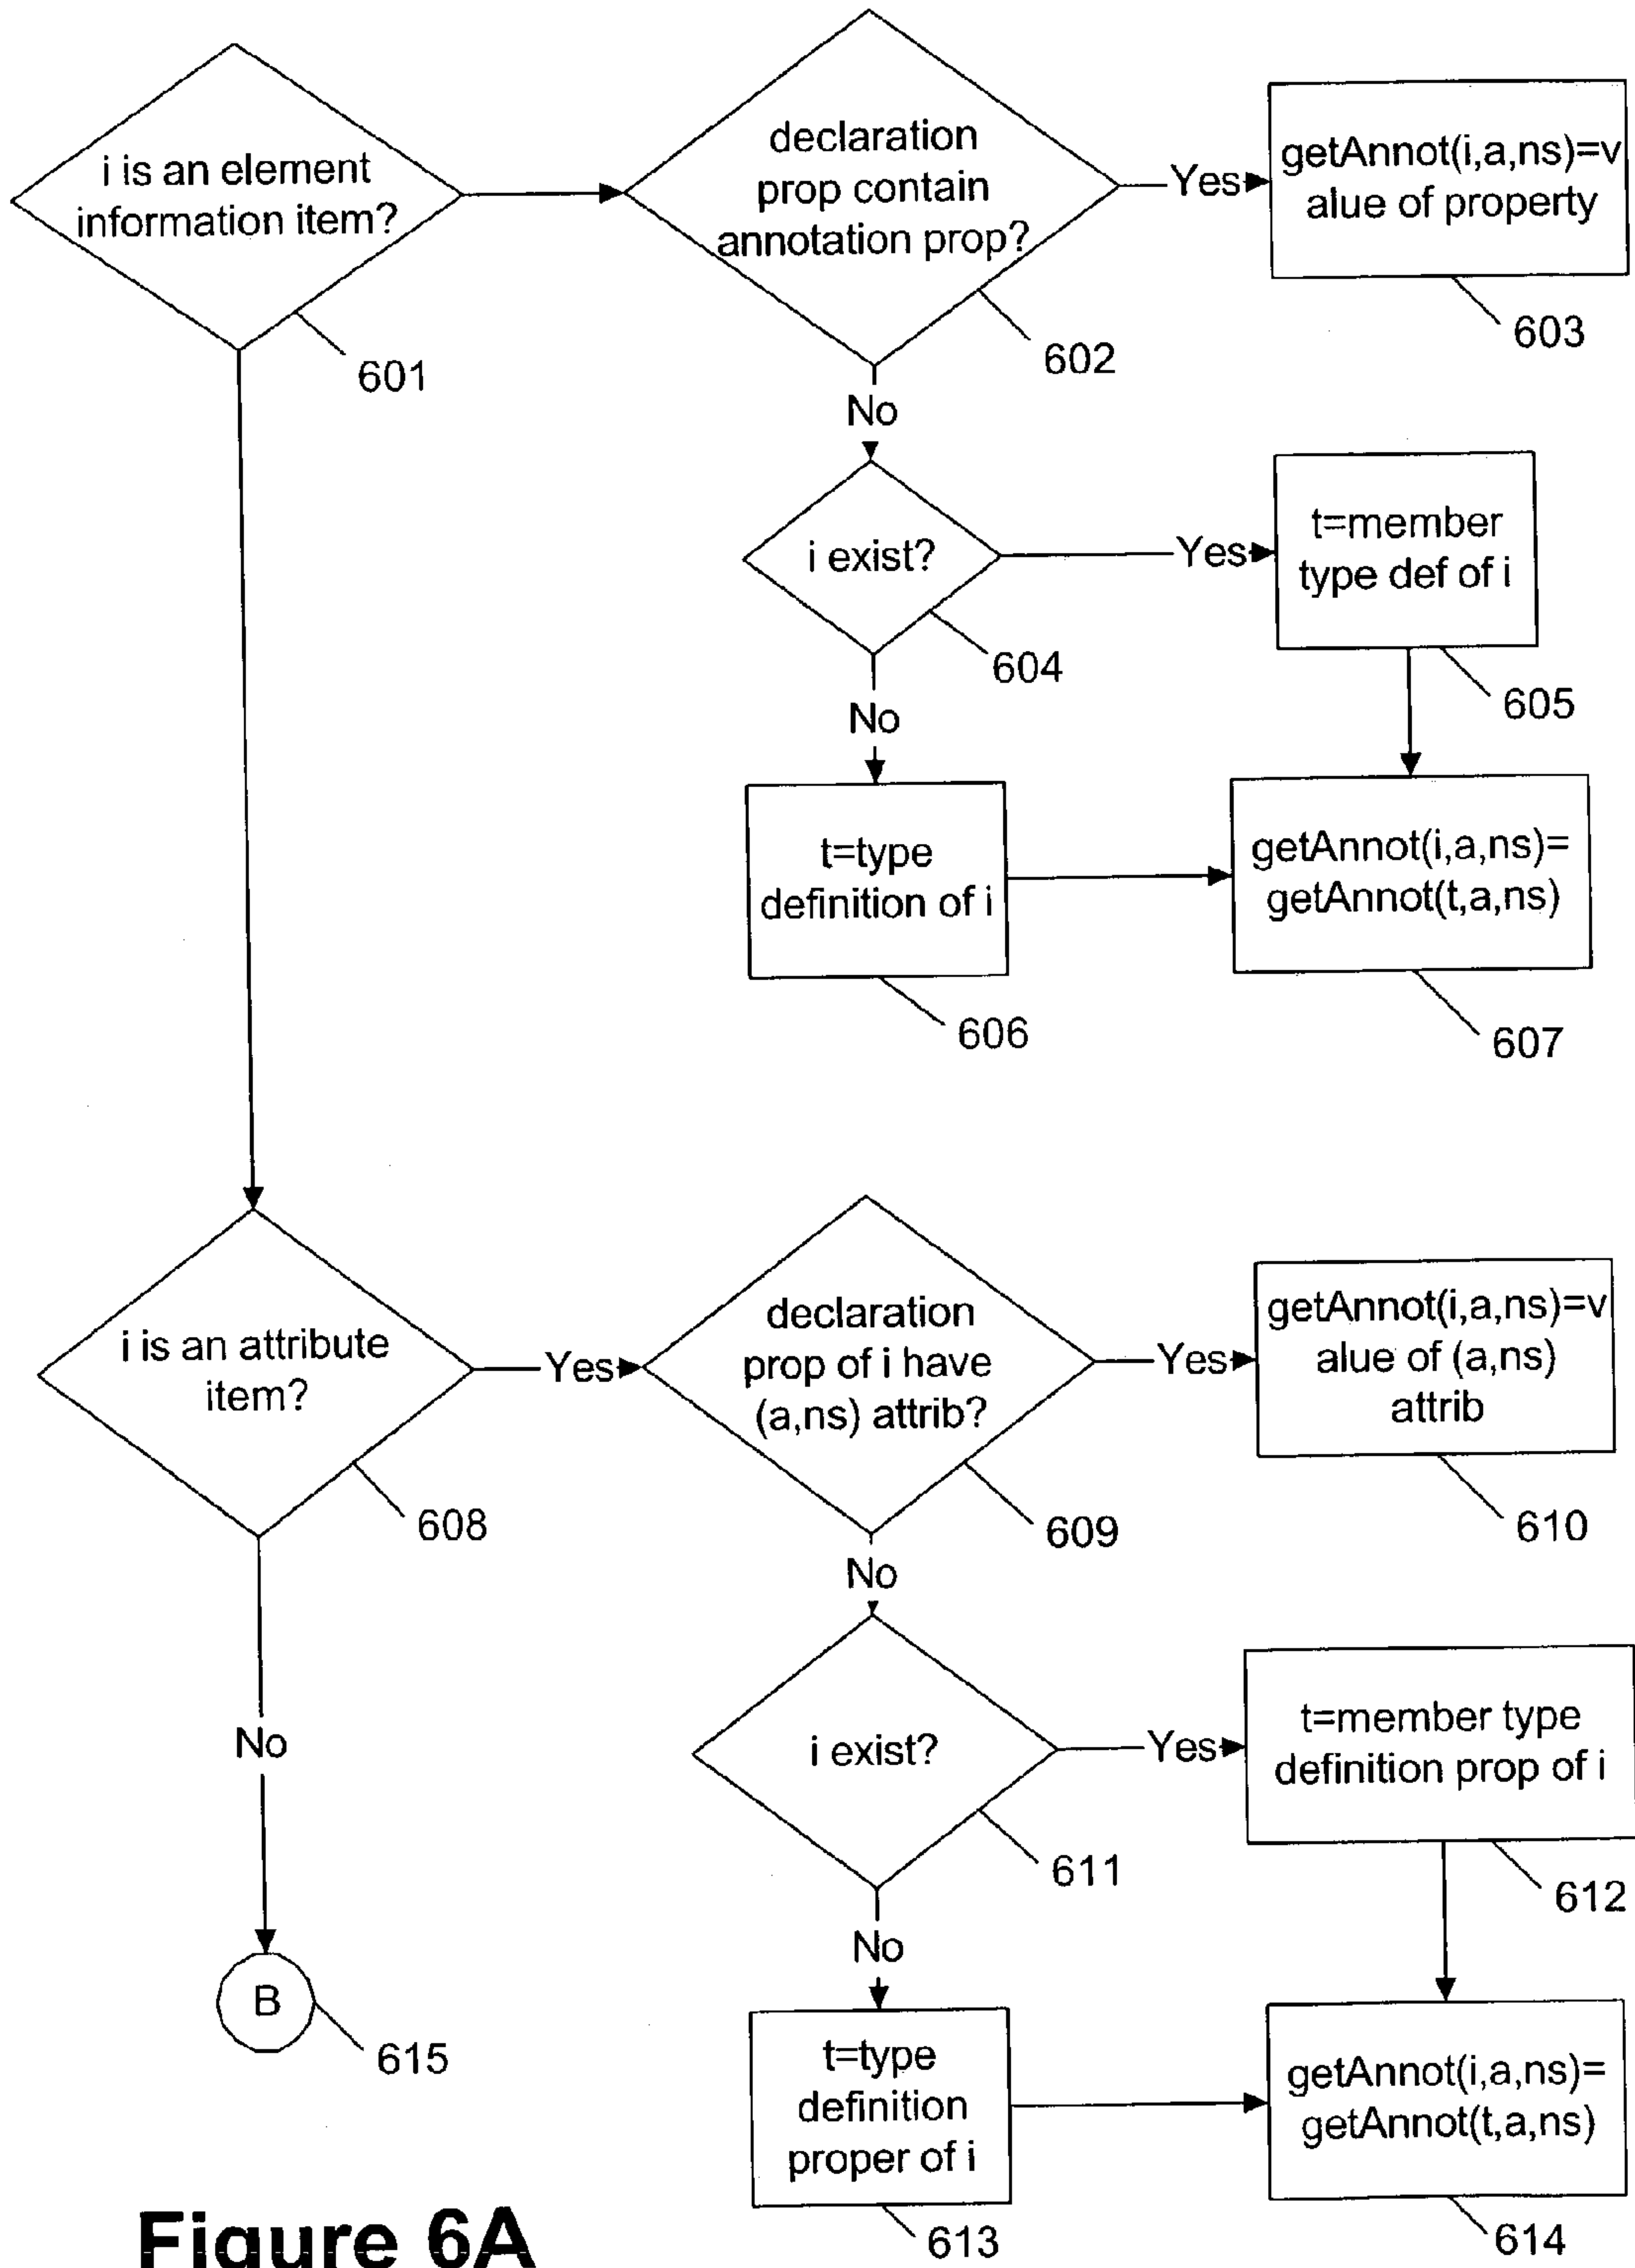 i is an element
information item?
601
declaration
prop contain
annotation prop?
602
Yes
getAnnot(i,a,ns)=v
alue of property
603
No
i exist?
604
Yes
t=member
type def of i
605
No
t=type
definition of i
606
getAnnot(i,a,ns)=
getAnnot(t,a,ns)
607
i is an attribute
item?
608
Yes
declaration
prop of i have
(a,ns) attrib?
609
Yes
getAnnot(i,a,ns)=v
alue of (a,ns)
attrib
610
No
i exist?
611
Yes
t=member type
definition prop of i
612
No
B
615
No
t=type
definition
proper of i
613
getAnnot(i,a,ns)=
getAnnot(t,a,ns)
614
Figure 6A